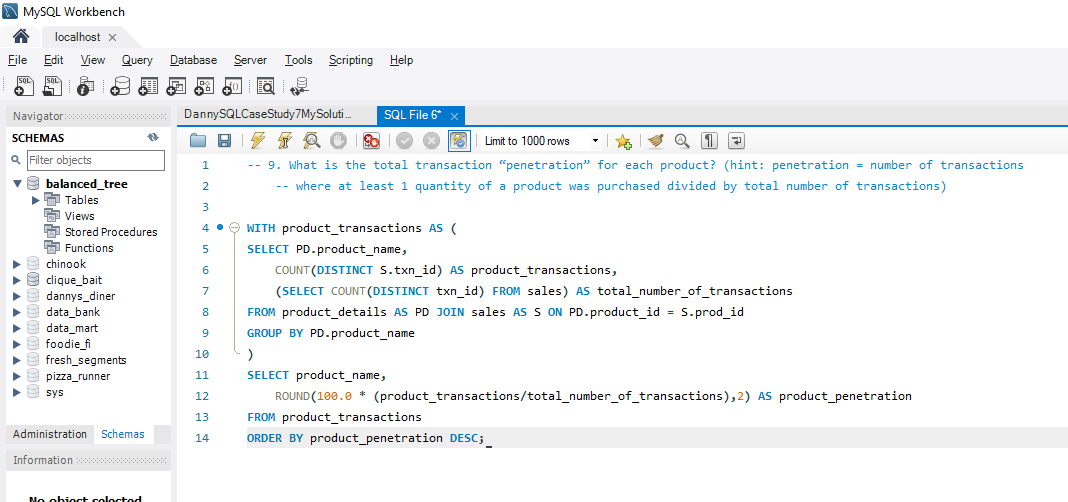 MySQL Workbench
localhost
File Edit View Query Database Server Tools Scripting Help
Navigator
SCHEMAS
Filter objects
balanced_tree
Tables
Views
Stored Procedures
Functions
chinook
clique_bait
dannys_diner
data_bank
data_mart
foodie_fi
fresh_segments
pizza_runner
sys
Administration Schemas
Information
No object selected
DannySQLCaseStudy7MySoluti... SQL File 6*
Limit to 1000 rows
1 -- 9. What is the total transaction “penetration” for each product? (hint: penetration = number of transactions
2 -- where at least 1 quantity of a product was purchased divided by total number of transactions)
3
4 WITH product_transactions AS (
5 SELECT PD.product_name,
6 COUNT(DISTINCT S.txn_id) AS product_transactions,
7 (SELECT COUNT(DISTINCT txn_id) FROM sales) AS total_number_of_transactions
8 FROM product_details AS PD JOIN sales AS S ON PD.product_id = S.prod_id
9 GROUP BY PD.product_name
10 )
11 SELECT product_name,
12 ROUND(100.0 * (product_transactions/total_number_of_transactions),2) AS product_penetration
13 FROM product_transactions
14 ORDER BY product_penetration DESC;